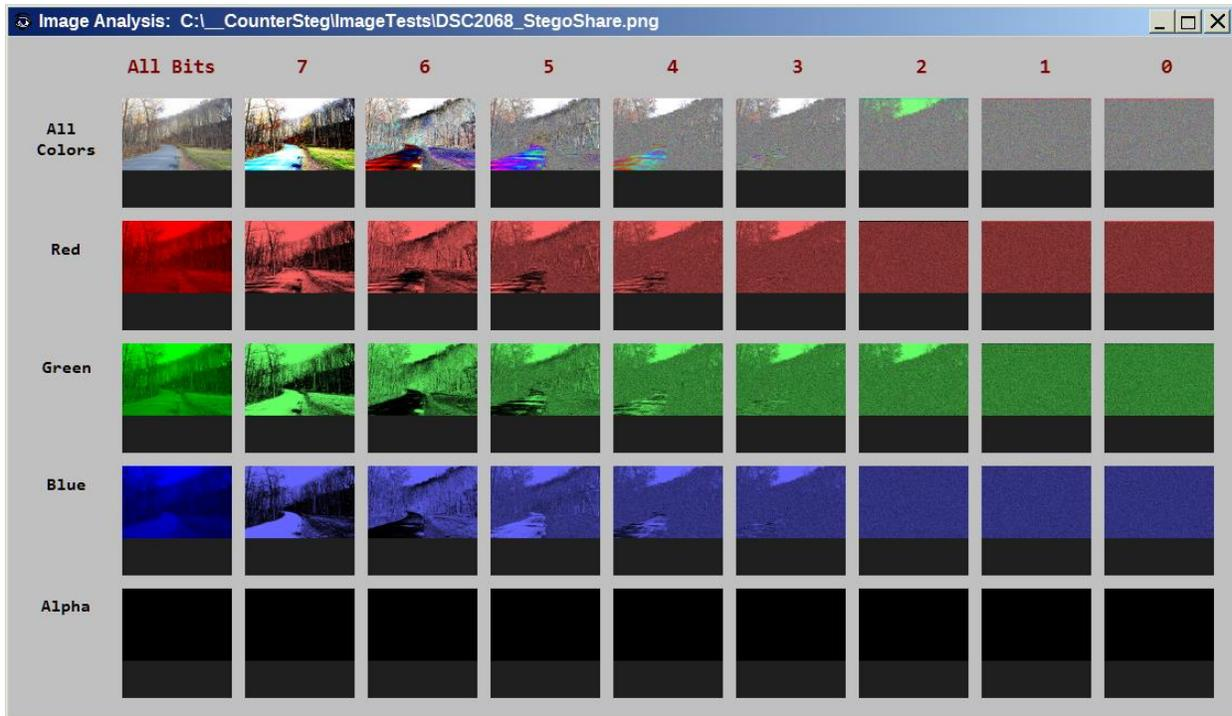 Image Analysis: C:\__CounterSteg\ImageTests\DSC2068_StegoShare.png
All Bits 7 6 5 4 3 2 1 0
All
Colors
Red
Green
Blue
Alpha